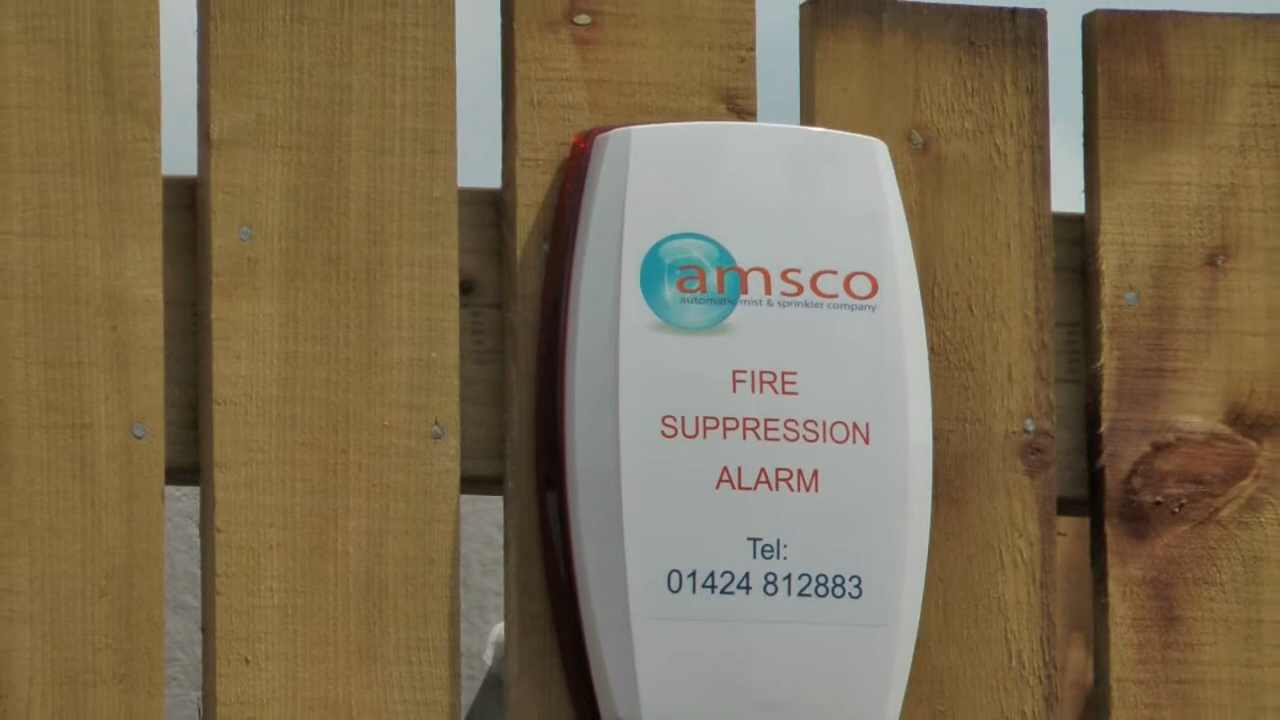 amsco
automatic mist & sprinkler company
FIRE
SUPPRESSION
ALARM
Tel:
01424 812883